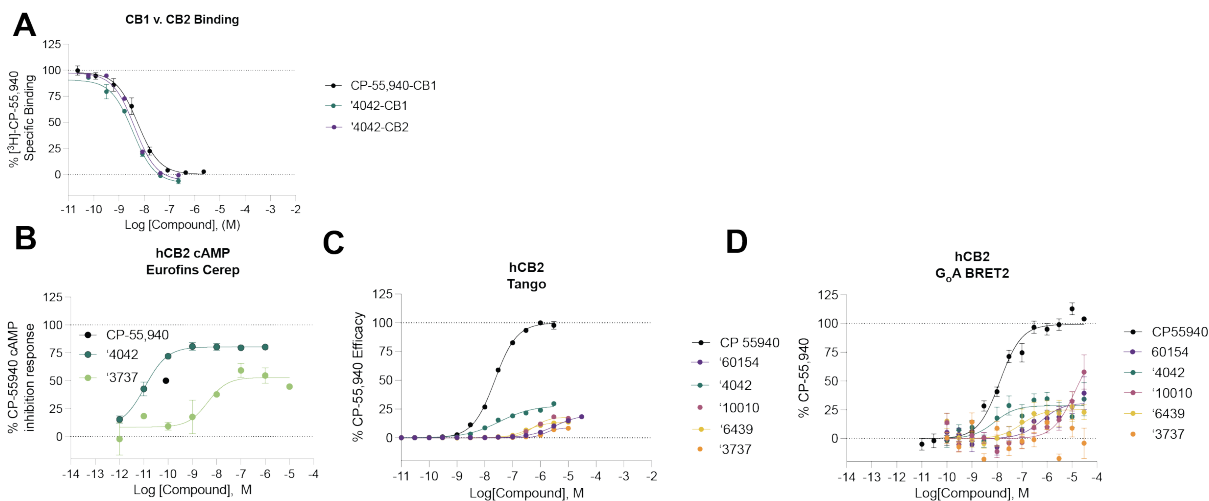 A
CB1 v. CB2 Binding
% [³H]-CP-55,940
Specific Binding
125
100
75
50
25
0
-11 -10 -9 -8 -7 -6 -5 -4 -3 -2
Log [Compound], (M)
CP-55,940-CB1
'4042-CB1
'4042-CB2
B
hCB2 cAMP
Eurofins Cerep
% CP-55940 cAMP
inhibition response
125
100
75
50
25
0
-14 -13 -12 -11 -10 -9 -8 -7 -6 -5 -4
Log[Compound], M
CP-55,940
'4042
'3737
C
hCB2
Tango
% CP-55,940 Efficacy
125
100
75
50
25
0
-11 -10 -9 -8 -7 -6 -5 -4 -3 -2
Log[Compound], M
CP 55940
'60154
'4042
'10010
'6439
'3737
D
hCB2
GₒA BRET2
% CP-55,940
125
100
75
50
25
0
-14 -13 -12 -11 -10 -9 -8 -7 -6 -5 -4
Log[Compound], M
CP55940
60154
'4042
'10010
'6439
'3737